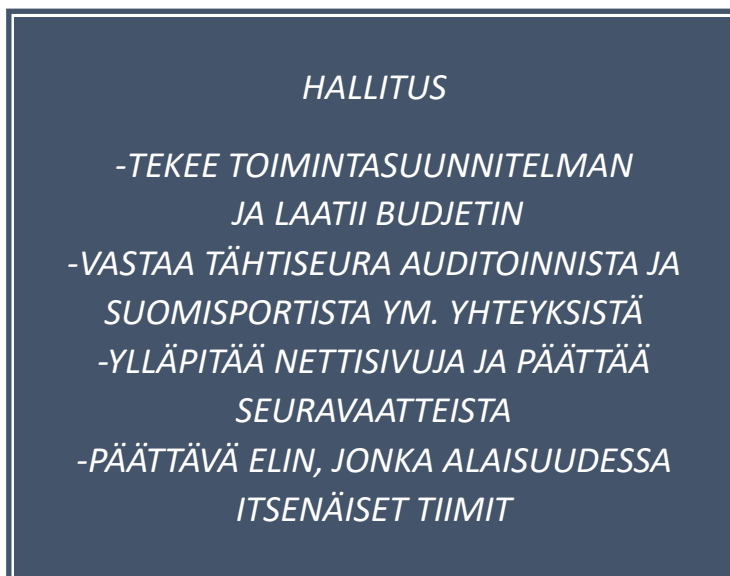 HALLITUS
-TEKEE TOIMINTASUUNNITELMAN
JA LAATII BUDJETIN
-VASTAA TÄHTISEURA AUDITOINNISTA JA
SUOMISPORTISTA YM. YHTEYKSISTÄ
-YLLÄPITÄÄ NETTISIVUJA JA PÄÄTTÄÄ
SEURAVAATTEISTA
-PÄÄTTÄVÄ ELIN, JONKA ALAISUUDESSA
ITSENÄISET TIIMIT